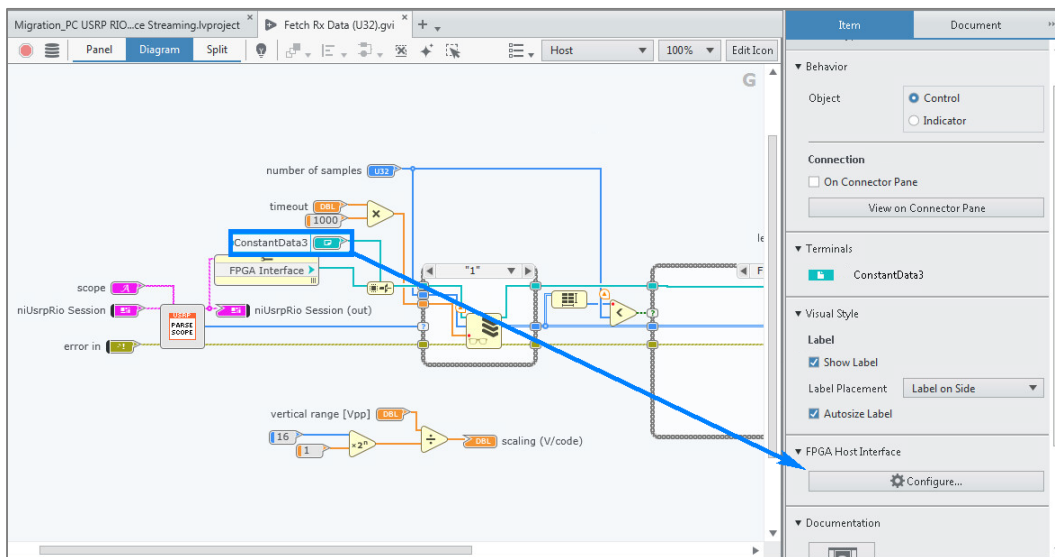 Migration_PC USRP RIO...ce Streaming.lvproject
Fetch Rx Data (U32).gvi
Item
Document
Panel
Diagram
Split
Host
100%
Edit Icon
G
Behavior
Object
Control
Indicator
Connection
On Connector Pane
View on Connector Pane
number of samples
U32
timeout
DBL
1000
×
ConstantData3
FPGA Interface
"1"
le
F
Terminals
ConstantData3
scope
niUsrpRio Session
niUsrpRio Session (out)
USRP
PARSE
SCOPE
error in
?
<
?
Visual Style
Label
Show Label
Label Placement
Label on Side
Autosize Label
vertical range [Vpp]
DBL
16
1
×2ⁿ
÷
DBL
scaling (V/code)
FPGA Host Interface
Configure...
Documentation